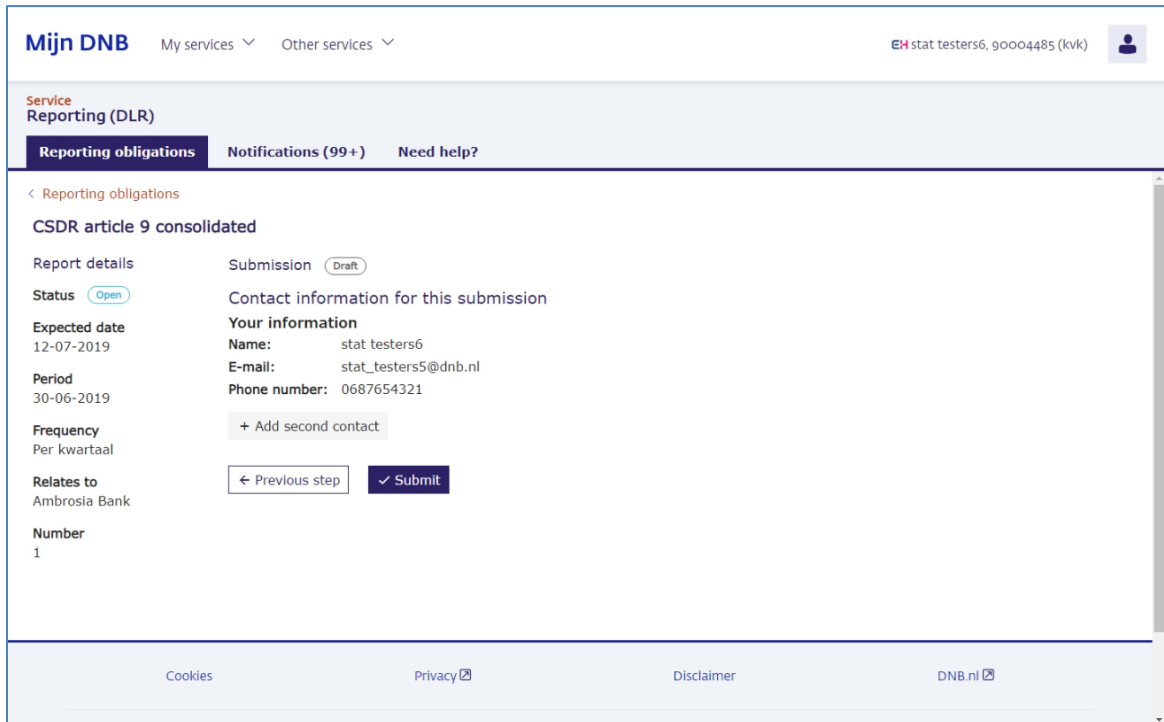 Mijn DNB My services Other services EH stat testers6, 90004485 (kvk)
Service
Reporting (DLR)
Reporting obligations Notifications (99+) Need help?
< Reporting obligations
CSDR article 9 consolidated
Report details
Status Open
Expected date
12-07-2019
Period
30-06-2019
Frequency
Per kwartaal
Relates to
Ambrosia Bank
Number
1
Submission Draft
Contact information for this submission
Your information
Name: stat testers6
E-mail: stat_testers5@dnb.nl
Phone number: 0687654321
+ Add second contact
← Previous step ✓ Submit
Cookies Privacy Disclaimer DNB.nl